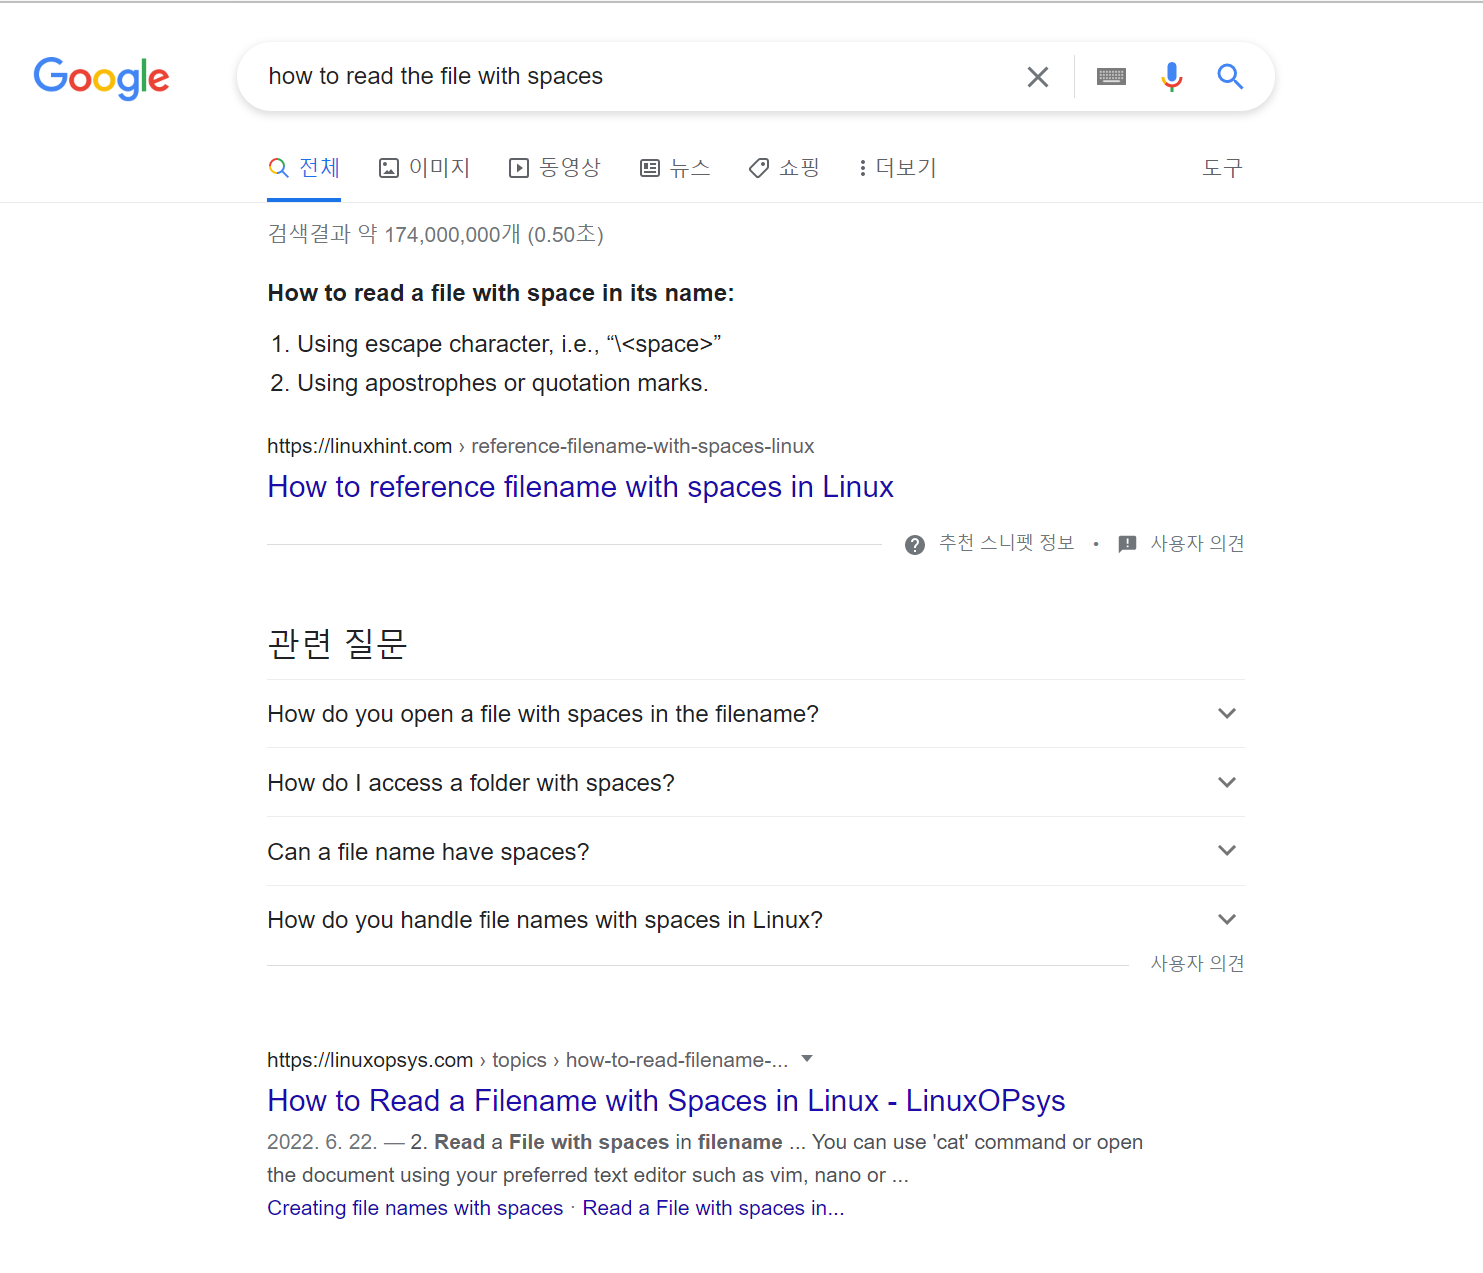 Google
how to read the file with spaces
전체 이미지 동영상 뉴스 쇼핑 더보기 도구
검색결과 약 174,000,000개 (0.50초)
How to read a file with space in its name:
1. Using escape character, i.e., “\<space>”
2. Using apostrophes or quotation marks.
https://linuxhint.com › reference-filename-with-spaces-linux
How to reference filename with spaces in Linux
추천 스니펫 정보 • 사용자 의견
관련 질문
How do you open a file with spaces in the filename?
How do I access a folder with spaces?
Can a file name have spaces?
How do you handle file names with spaces in Linux?
사용자 의견
https://linuxopsys.com › topics › how-to-read-filename-...
How to Read a Filename with Spaces in Linux - LinuxOPsys
2022. 6. 22. — 2. Read a File with spaces in filename ... You can use 'cat' command or open
the document using your preferred text editor such as vim, nano or ...
Creating file names with spaces · Read a File with spaces in...